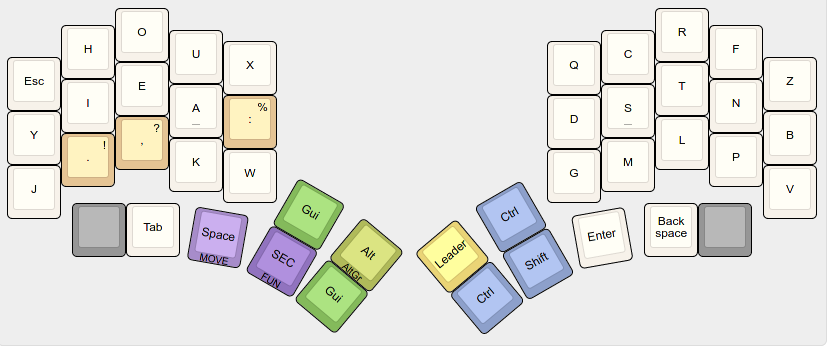 Esc H O U X
Y I E A : %
J . ! , ? K W
Tab
Space
MOVE
SEC
FUN
Gui
Alt
AltGr
Gui
Q C R F Z
D S T N B
G M L P V
Leader
Ctrl
Ctrl
Shift
Enter
Back
space